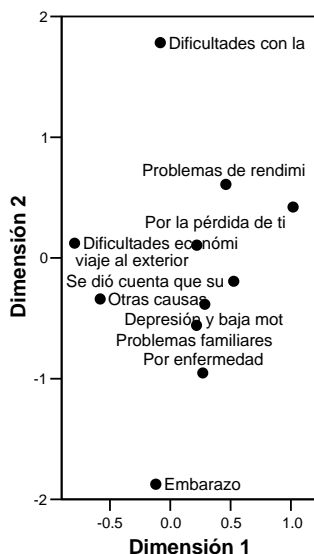 2
Dificultades con la
1
Problemas de rendimi
Por la pérdida de ti
Dimensión 2
0
Dificultades económi
viaje al exterior
Se dió cuenta que su
Otras causas
Depresión y baja mot
Problemas familiares
Por enfermedad
-1
Embarazo
-2
-0.5 0.0 0.5 1.0
Dimensión 1